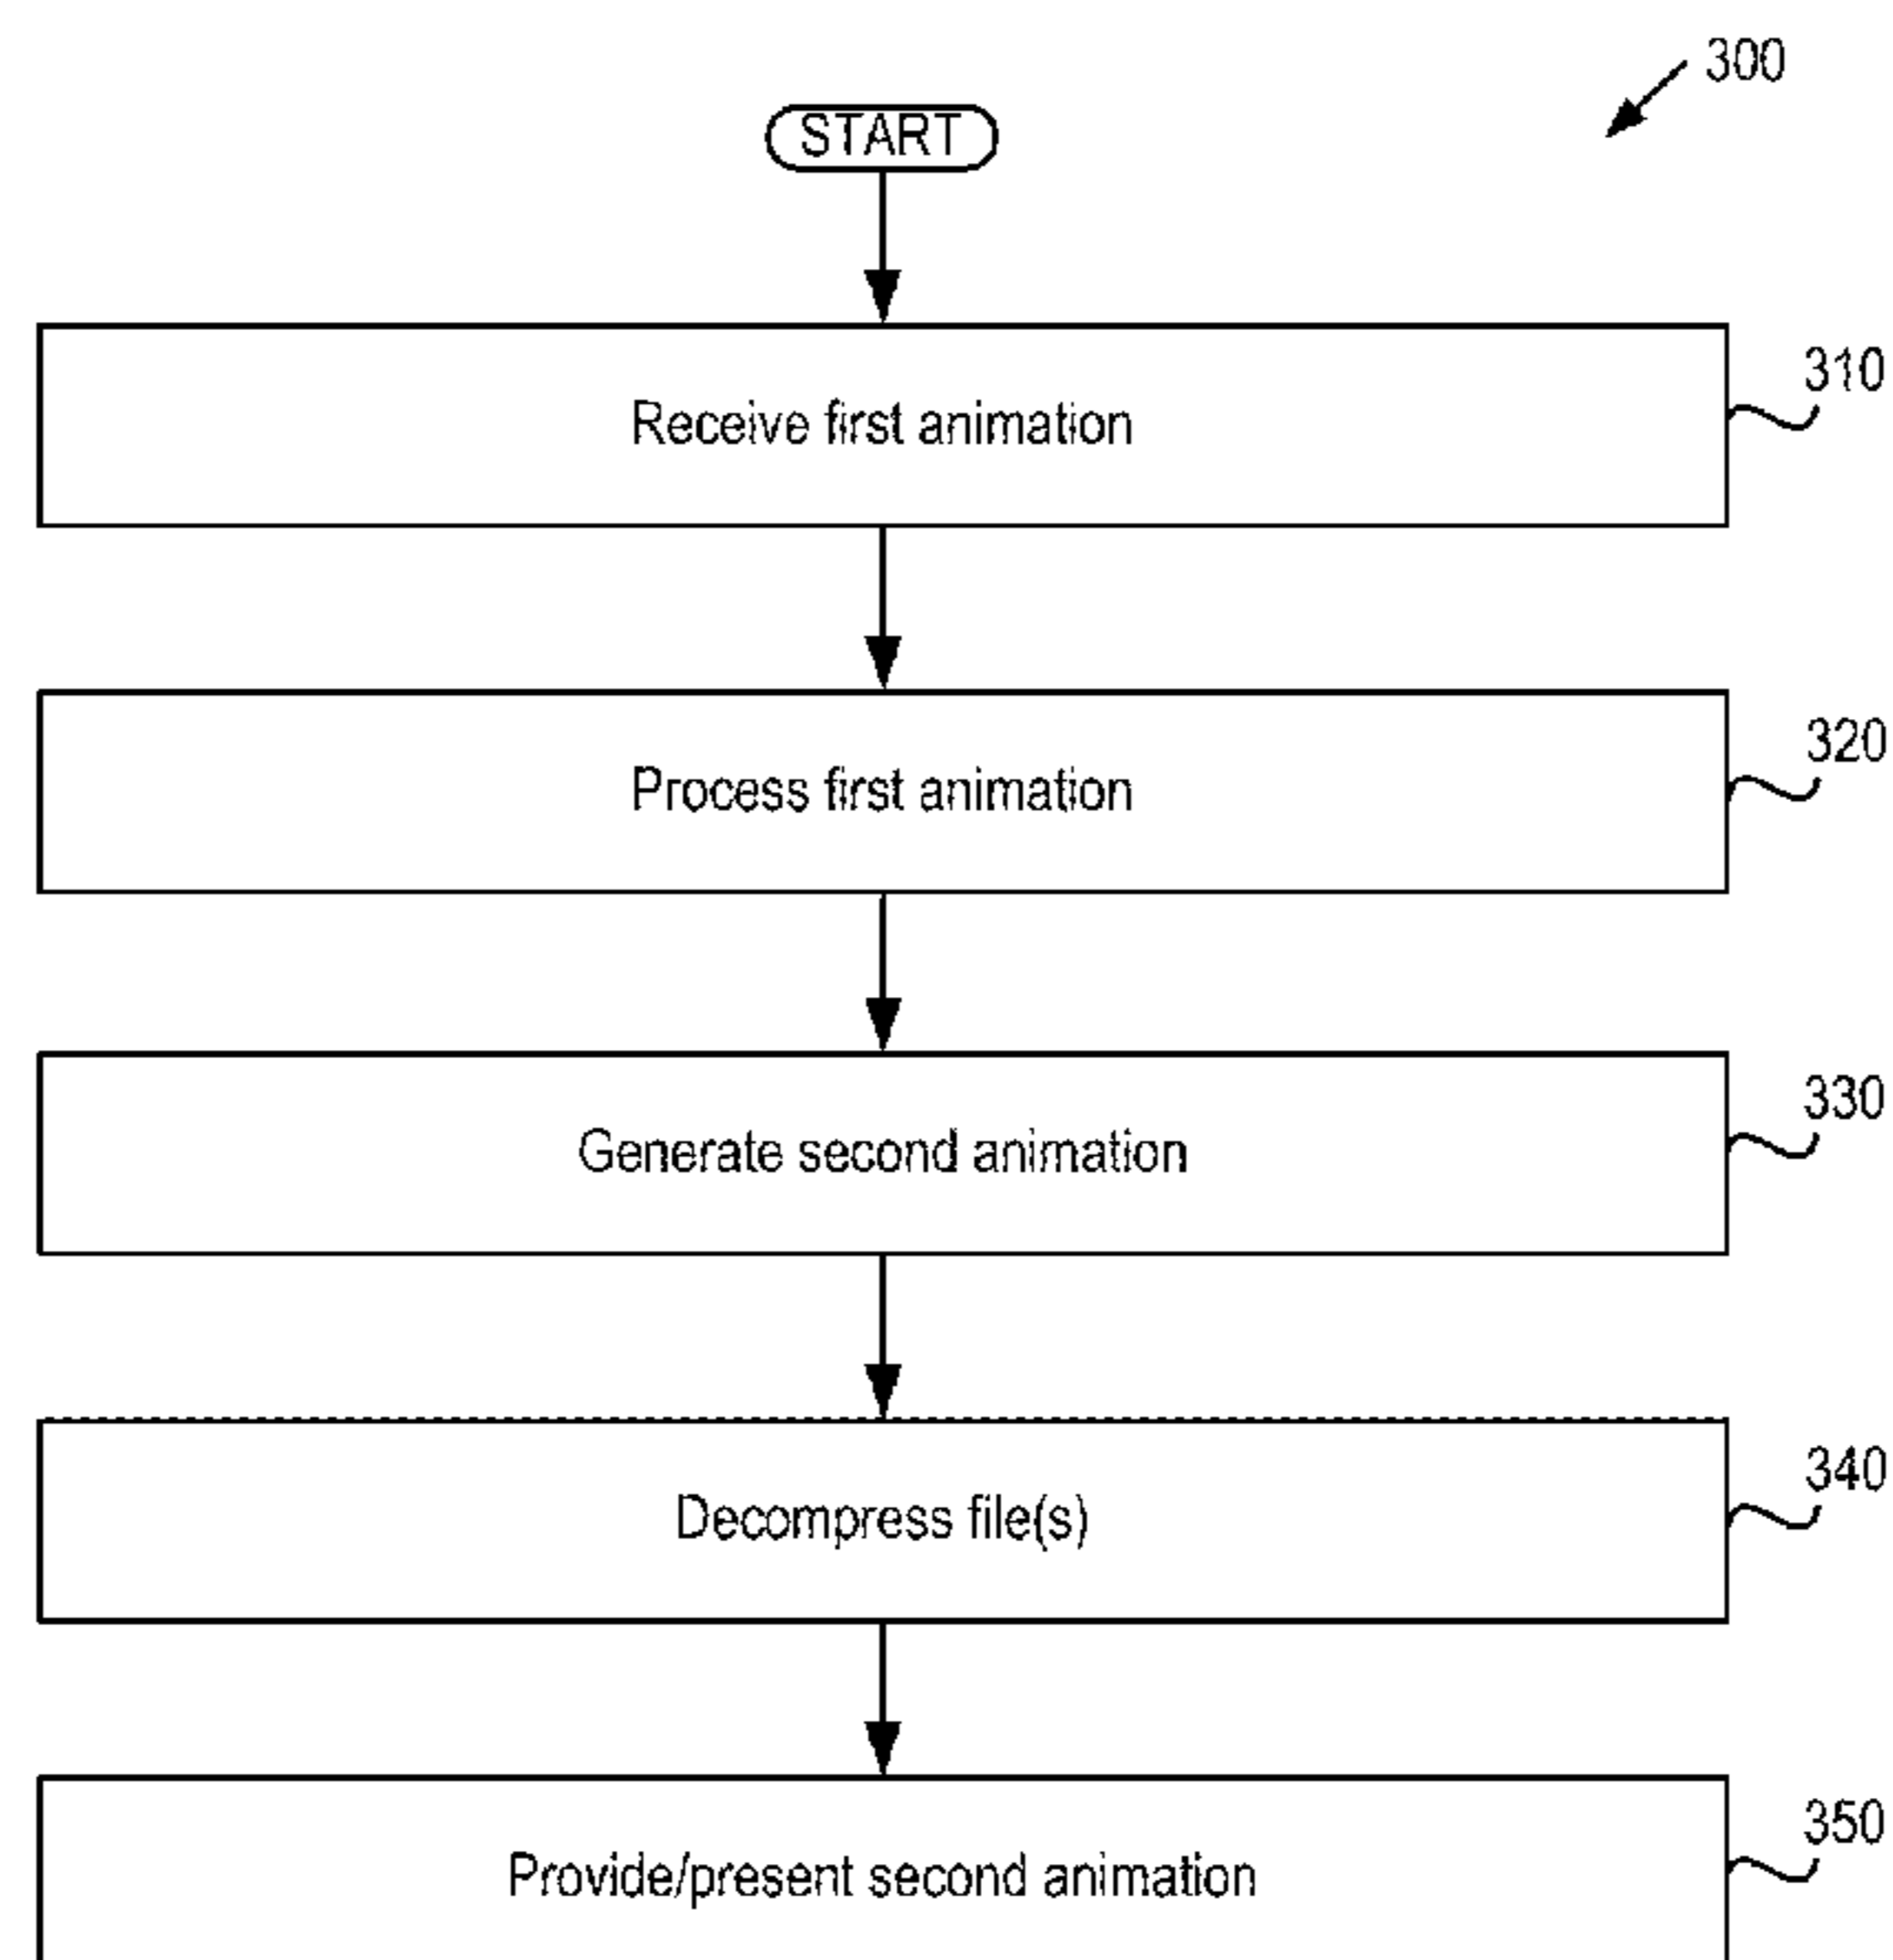 300
START
310
Receive first animation
320
Process first animation
330
Generate second animation
340
Decompress file(s)
350
Provide/present second animation